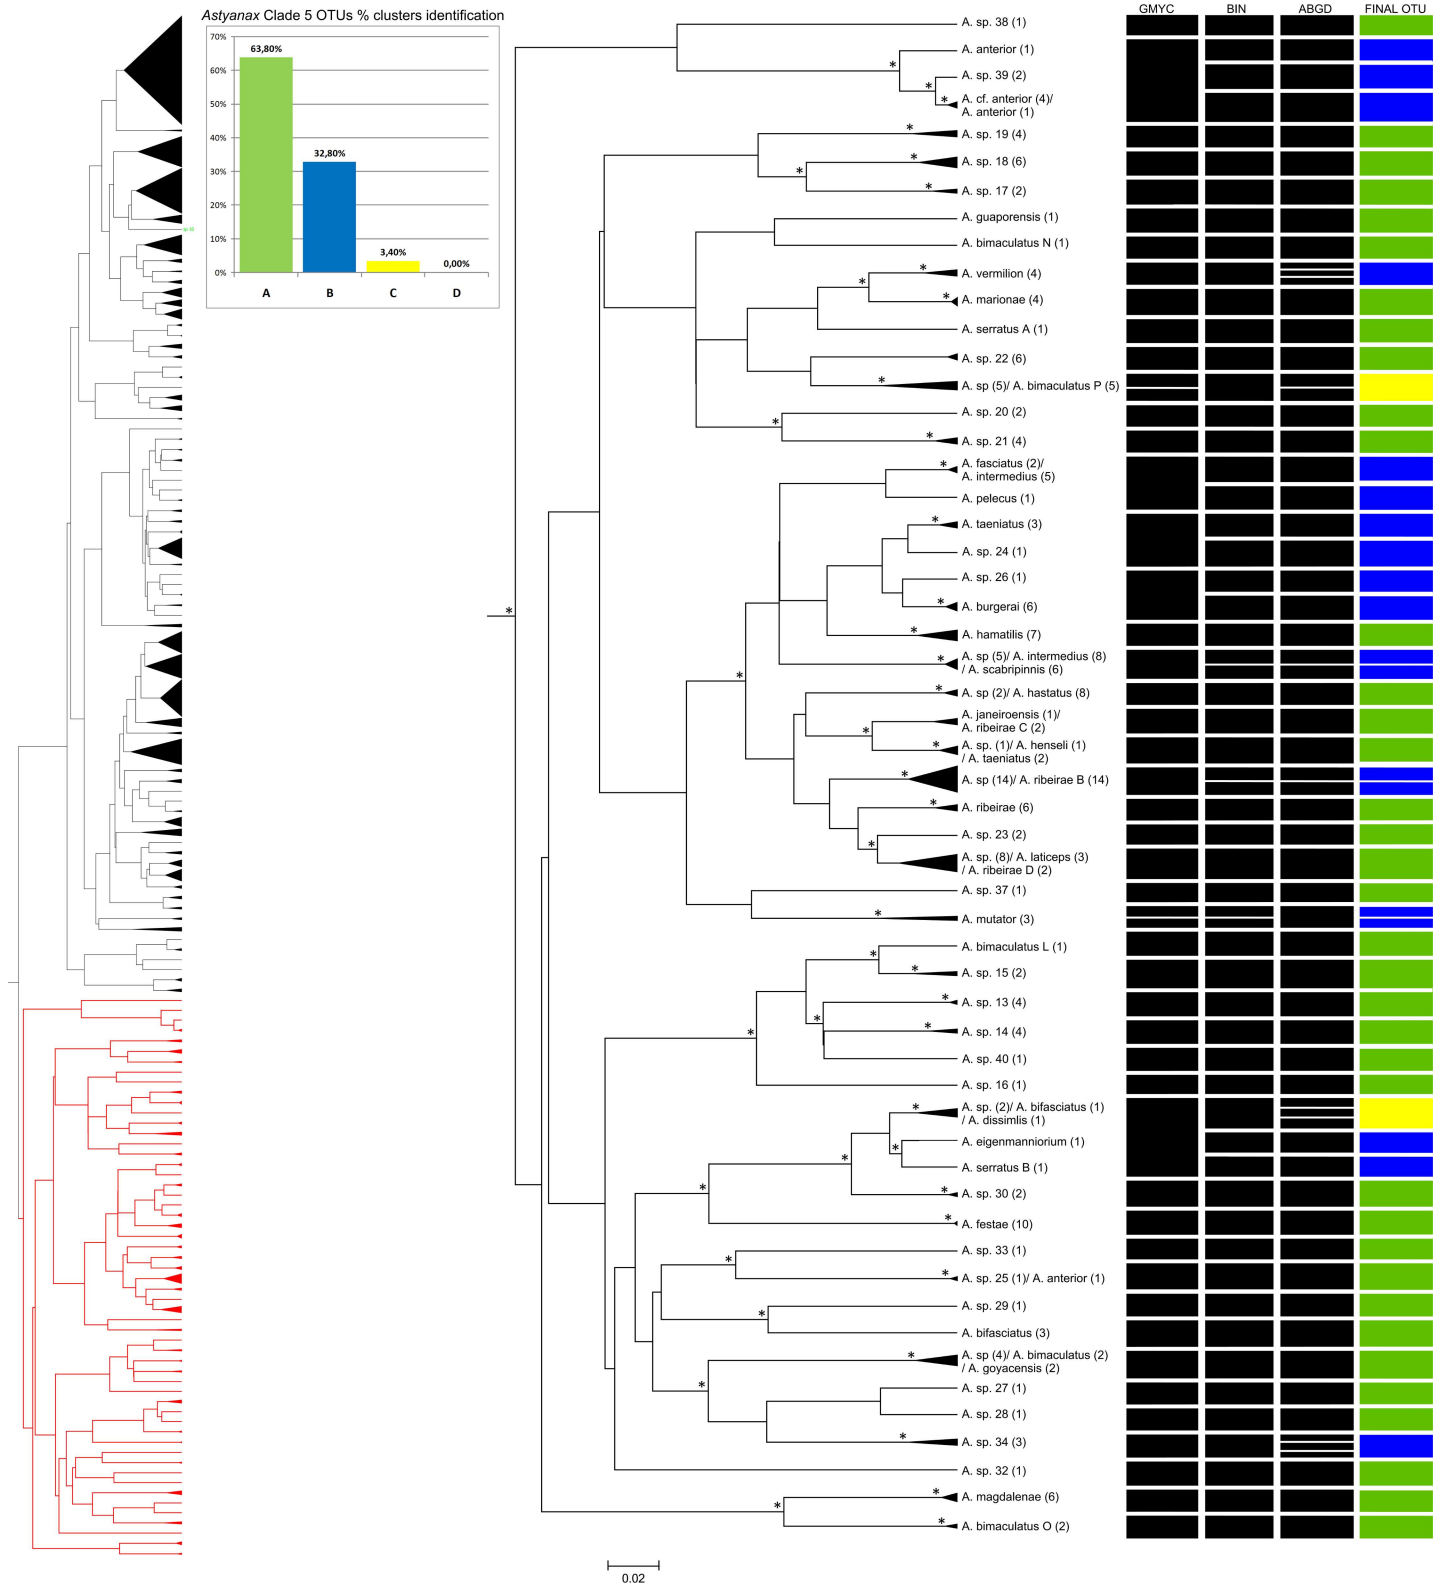 Astyanax Clade 5 OTUs % clusters identification
70%
60%
50%
40%
30%
20%
10%
0%
63,80%
32,80%
3,40%
0,00%
A
B
C
D
GMYC
BIN
ABGD
FINAL OTU
A. sp. 38 (1)
A. anterior (1)
A. sp. 39 (2)
A. cf. anterior (4)/
A. anterior (1)
A. sp. 19 (4)
A. sp. 18 (6)
A. sp. 17 (2)
A. guaporensis (1)
A. bimaculatus N (1)
A. vermilion (4)
A. marionae (4)
A. serratus A (1)
A. sp. 22 (6)
A. sp (5)/ A. bimaculatus P (5)
A. sp. 20 (2)
A. sp. 21 (4)
A. fasciatus (2)/
A. intermedius (5)
A. pelecus (1)
A. taeniatus (3)
A. sp. 24 (1)
A. sp. 26 (1)
A. burgerai (6)
A. hamatilis (7)
A. sp (5)/ A. intermedius (8)
/ A. scabripinnis (6)
A. sp (2)/ A. hastatus (8)
A. janeiroensis (1)/
A. ribeirae C (2)
A. sp. (1)/ A. henseli (1)
/ A. taeniatus (2)
A. sp (14)/ A. ribeirae B (14)
A. ribeirae (6)
A. sp. 23 (2)
A. sp. (8)/ A. laticeps (3)
/ A. ribeirae D (2)
A. sp. 37 (1)
A. mutator (3)
A. bimaculatus L (1)
A. sp. 15 (2)
A. sp. 13 (4)
A. sp. 14 (4)
A. sp. 40 (1)
A. sp. 16 (1)
A. sp. (2)/ A. bifasciatus (1)
/ A. dissimlis (1)
A. eigenmanniorium (1)
A. serratus B (1)
A. sp. 30 (2)
A. festae (10)
A. sp. 33 (1)
A. sp. 25 (1)/ A. anterior (1)
A. sp. 29 (1)
A. bifasciatus (3)
A. sp (4)/ A. bimaculatus (2)
/ A. goyacensis (2)
A. sp. 27 (1)
A. sp. 28 (1)
A. sp. 34 (3)
A. sp. 32 (1)
A. magdalenae (6)
A. bimaculatus O (2)
0.02